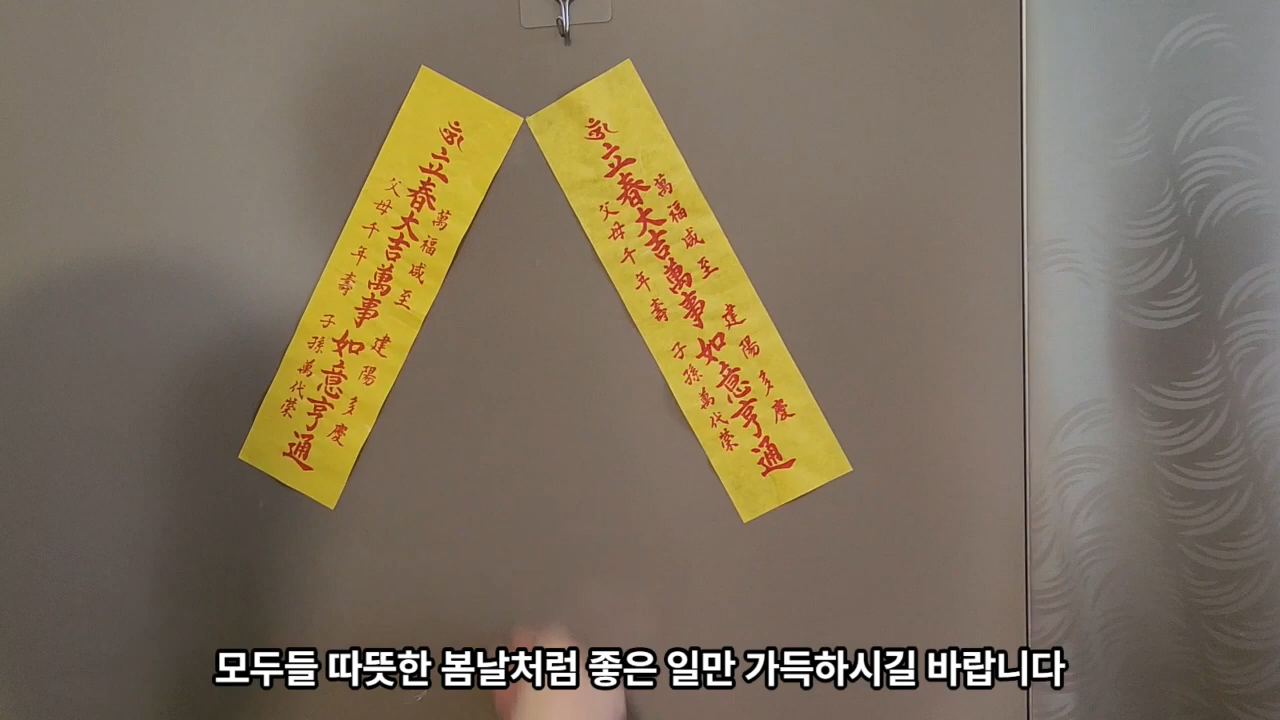 立春大吉萬事如意亨通
萬福咸至 建陽多慶
父母千年壽 子孫萬代榮
立春大吉萬事如意亨通
萬福咸至 建陽多慶
父母千年壽 子孫萬代榮
모두들 따뜻한 봄날처럼 좋은 일만 가득하시길 바랍니다